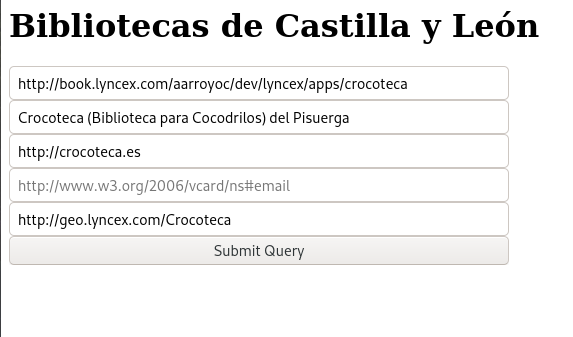 Bibliotecas de Castilla y León
http://book.lyncex.com/aarroyoc/dev/lyncex/apps/crocoteca
Crocoteca (Biblioteca para Cocodrilos) del Pisuerga
http://crocoteca.es
http://www.w3.org/2006/vcard/ns#email
http://geo.lyncex.com/Crocoteca
Submit Query